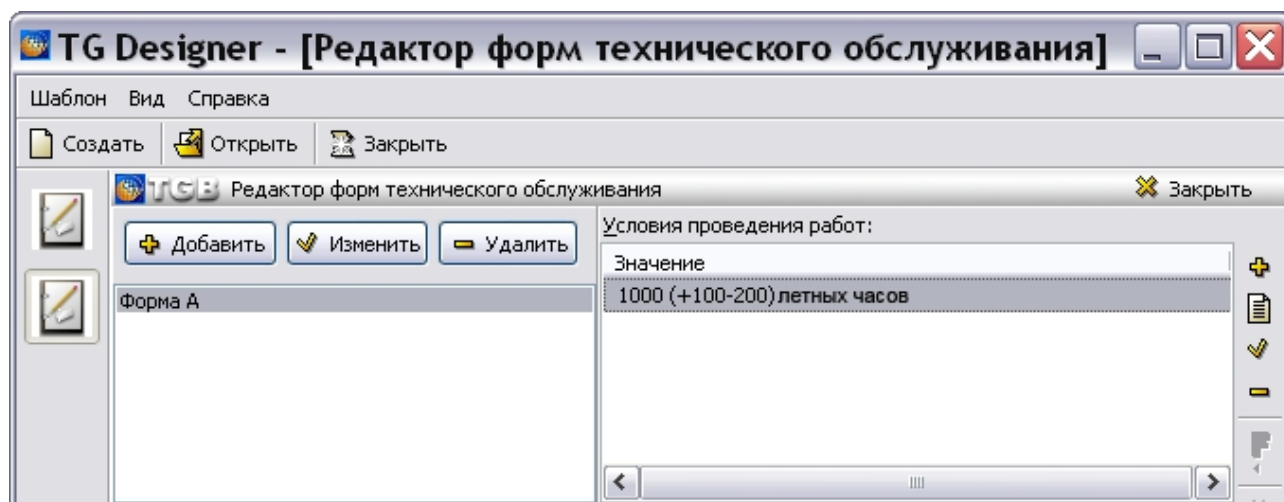 TG Designer - [Редактор форм технического обслуживания]
Шаблон Вид Справка
Создать Открыть Закрыть
TGB Редактор форм технического обслуживания Закрыть
Добавить Изменить Удалить
Условия проведения работ:
Значение
Форма А
1000 (+100-200) летных часов